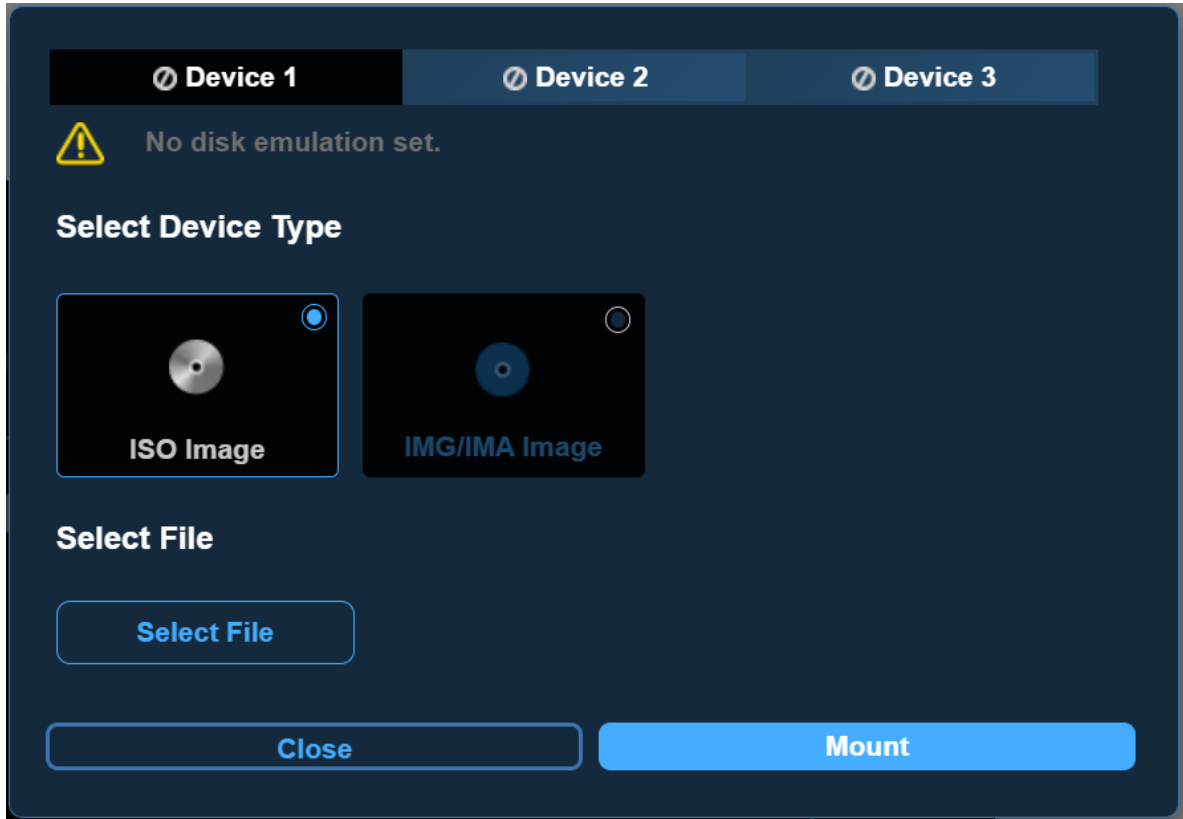 Device 1 Device 2 Device 3
No disk emulation set.
Select Device Type
ISO Image IMG/IMA Image
Select File
Select File
Close Mount